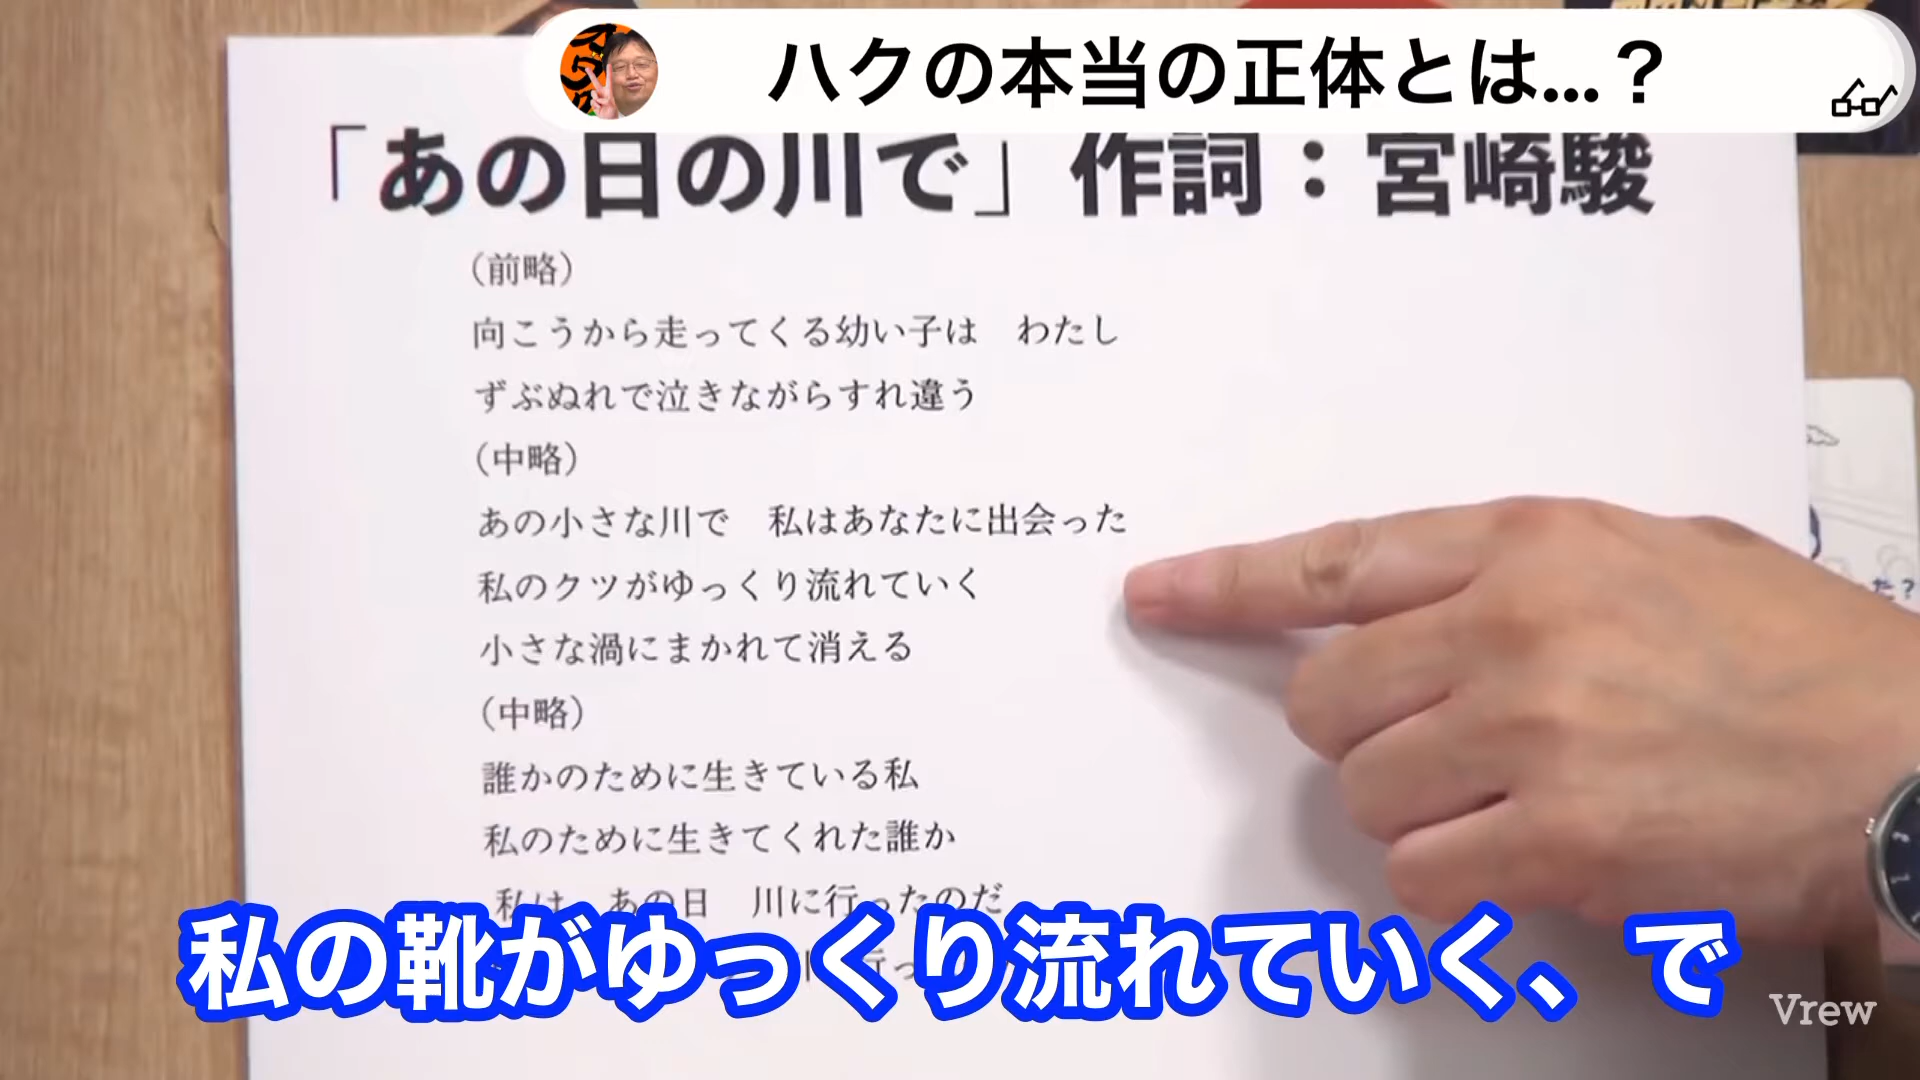 ハクの本当の正体とは…？
「あの日の川で」作詞：宮崎駿
（前略）
向こうから走ってくる幼い子は　わたし
ずぶぬれで泣きながらすれ違う
（中略）
あの小さな川で　私はあなたに出会った
私のクツがゆっくり流れていく
小さな渦にまかれて消える
（中略）
誰かのために生きている私
私のために生きてくれた誰か
私は　あの日　川に行ったのだ
私の靴がゆっくり流れていく、で
た？
Vrew